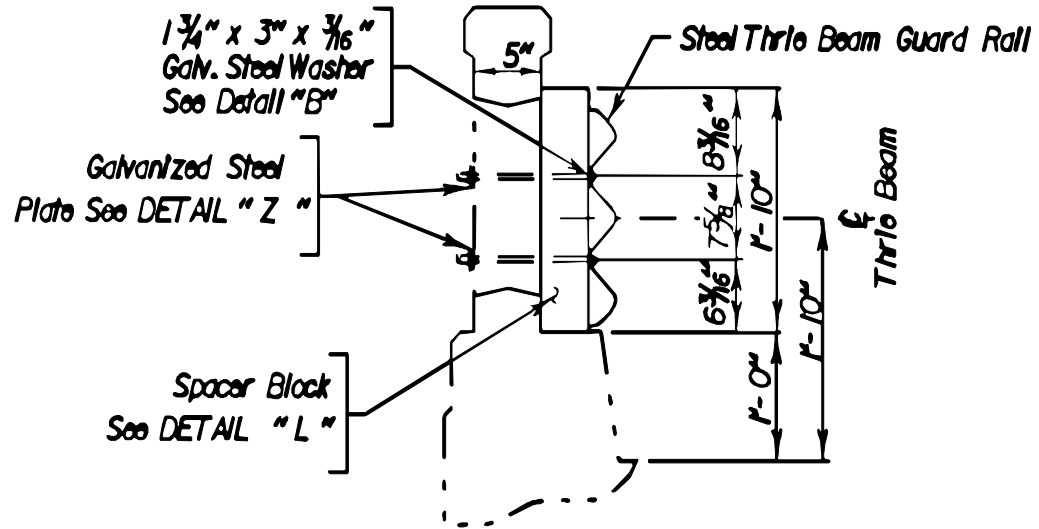 1 3/4" x 3" x 3/16"
Galv. Steel Washer
See Detail "B"
5"
Steel Thrie Beam Guard Rail
Galvanized Steel
Plate See DETAIL "Z"
Spacer Block
See DETAIL "L"
8 3/16"
7 5/8"
6 3/16"
1'-10"
1'-0"
1'-10"
℄
Thrie Beam